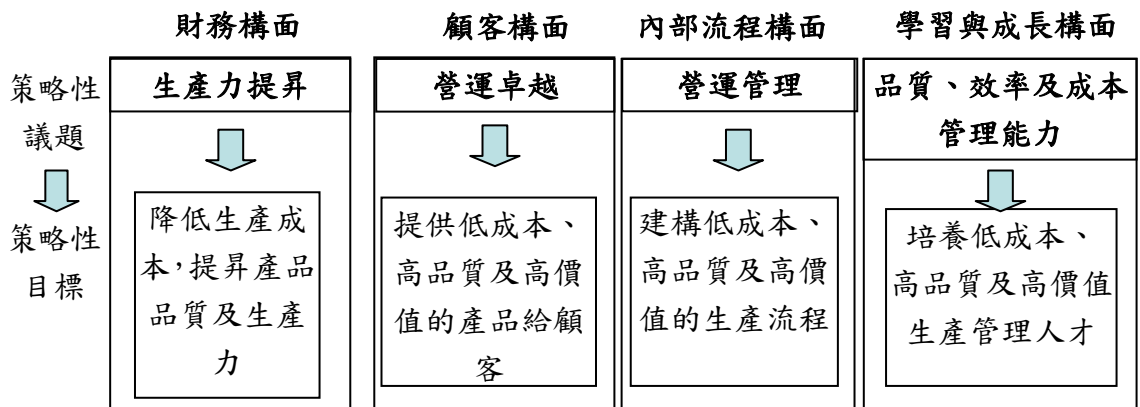 財務構面
顧客構面
內部流程構面
學習與成長構面
策略性
議題
生產力提昇
營運卓越
營運管理
品質、效率及成本
管理能力
策略性
目標
降低生產成
本，提昇產品
品質及生產
力
提供低成本、
高品質及高價
值的產品給顧
客
建構低成本、
高品質及高價
值的生產流程
培養低成本、
高品質及高價值
生產管理人才